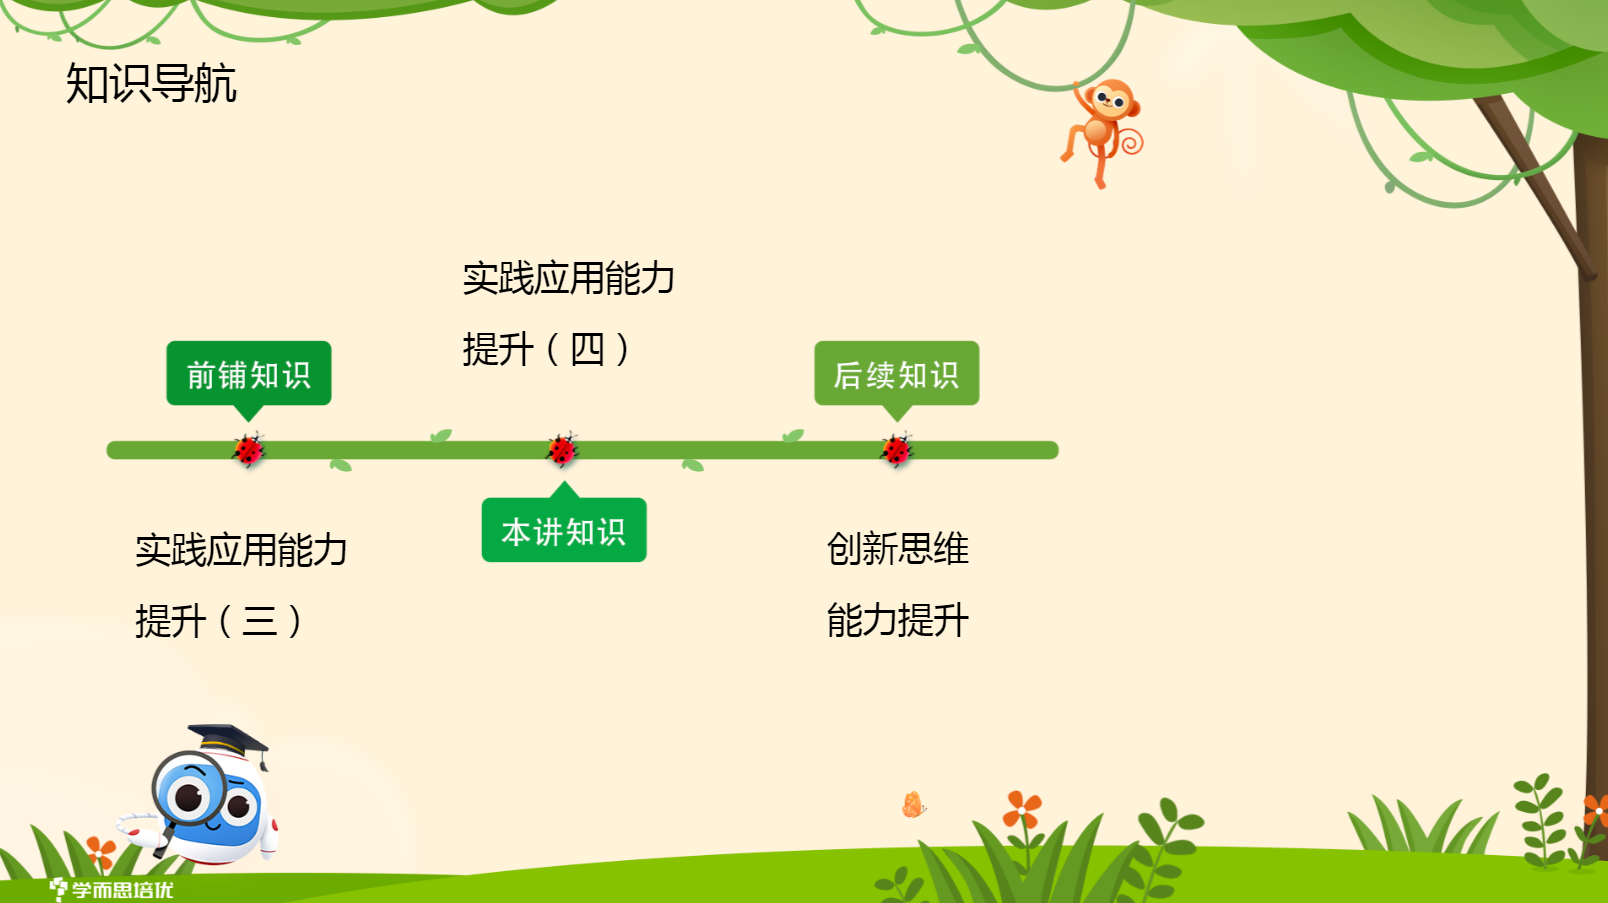 知识导航
前铺知识
实践应用能力
提升（三）
实践应用能力
提升（四）
本讲知识
后续知识
创新思维
能力提升
学而思培优